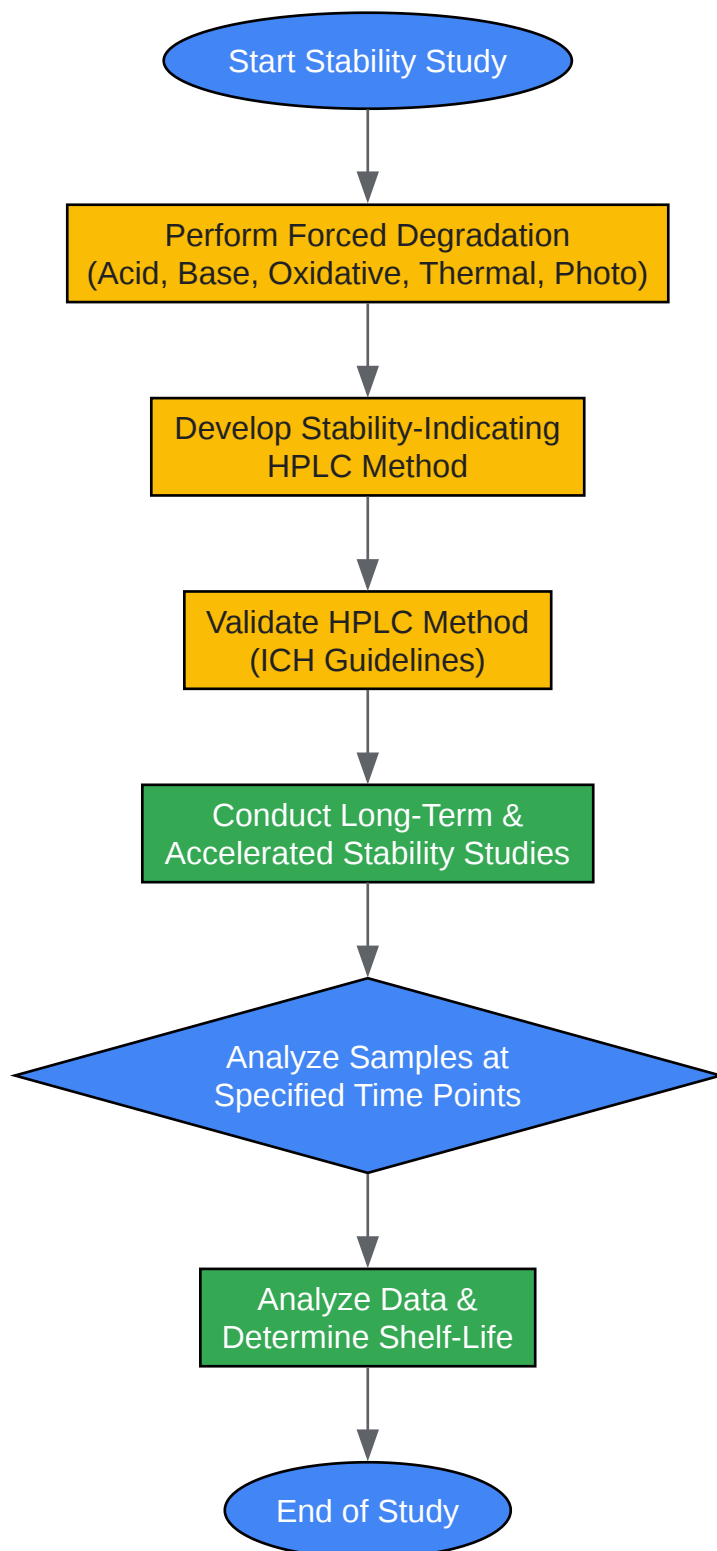 Start Stability Study
Perform Forced Degradation
(Acid, Base, Oxidative, Thermal, Photo)
Develop Stability-Indicating
HPLC Method
Validate HPLC Method
(ICH Guidelines)
Conduct Long-Term &
Accelerated Stability Studies
Analyze Samples at
Specified Time Points
Analyze Data &
Determine Shelf-Life
End of Study